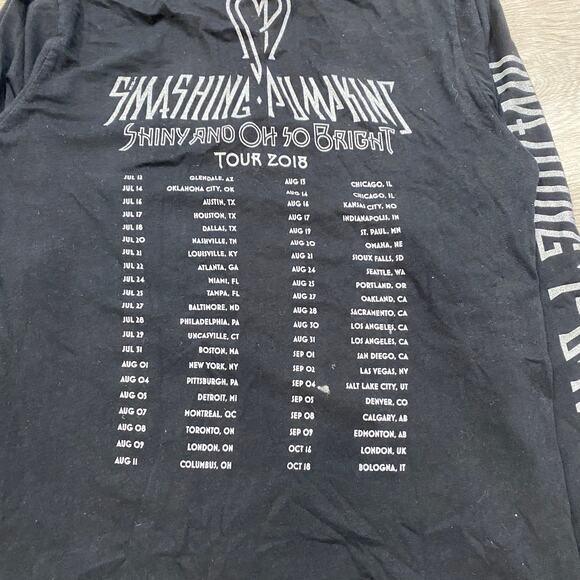 SMASHING PUMPKINS
SHINY AND OH SO BRIGHT
TOUR 2018
JUL 12 GLENDALE, AZ
JUL 14 OKLAHOMA CITY, OK
JUL 16 AUSTIN, TX
JUL 17 HOUSTON, TX
JUL 18 DALLAS, TX
JUL 20 NASHVILLE, TN
JUL 21 LOUISVILLE, KY
JUL 22 ATLANTA, GA
JUL 24 MIAMI, FL
JUL 25 TAMPA, FL
JUL 27 BALTIMORE, MD
JUL 28 PHILADELPHIA, PA
JUL 29 UNCASVILLE, CT
JUL 31 BOSTON, MA
AUG 01 NEW YORK, NY
AUG 04 PITTSBURGH, PA
AUG 05 DETROIT, MI
AUG 07 MONTREAL, QC
AUG 08 TORONTO, ON
AUG 09 LONDON, ON
AUG 11 COLUMBUS, OH
AUG 13 CHICAGO, IL
AUG 14 CHICAGO, IL
AUG 16 KANSAS CITY, MO
AUG 17 INDIANAPOLIS, IN
AUG 19 ST. PAUL, MN
AUG 20 OMAHA, NE
AUG 21 SIOUX FALLS, SD
AUG 24 SEATTLE, WA
AUG 25 PORTLAND, OR
AUG 27 OAKLAND, CA
AUG 28 SACRAMENTO, CA
AUG 30 LOS ANGELES, CA
AUG 31 LOS ANGELES, CA
SEP 01 SAN DIEGO, CA
SEP 02 LAS VEGAS, NV
SEP 04 SALT LAKE CITY, UT
SEP 05 DENVER, CO
SEP 08 CALGARY, AB
SEP 09 EDMONTON, AB
OCT 16 LONDON, UK
OCT 18 BOLOGNA, IT